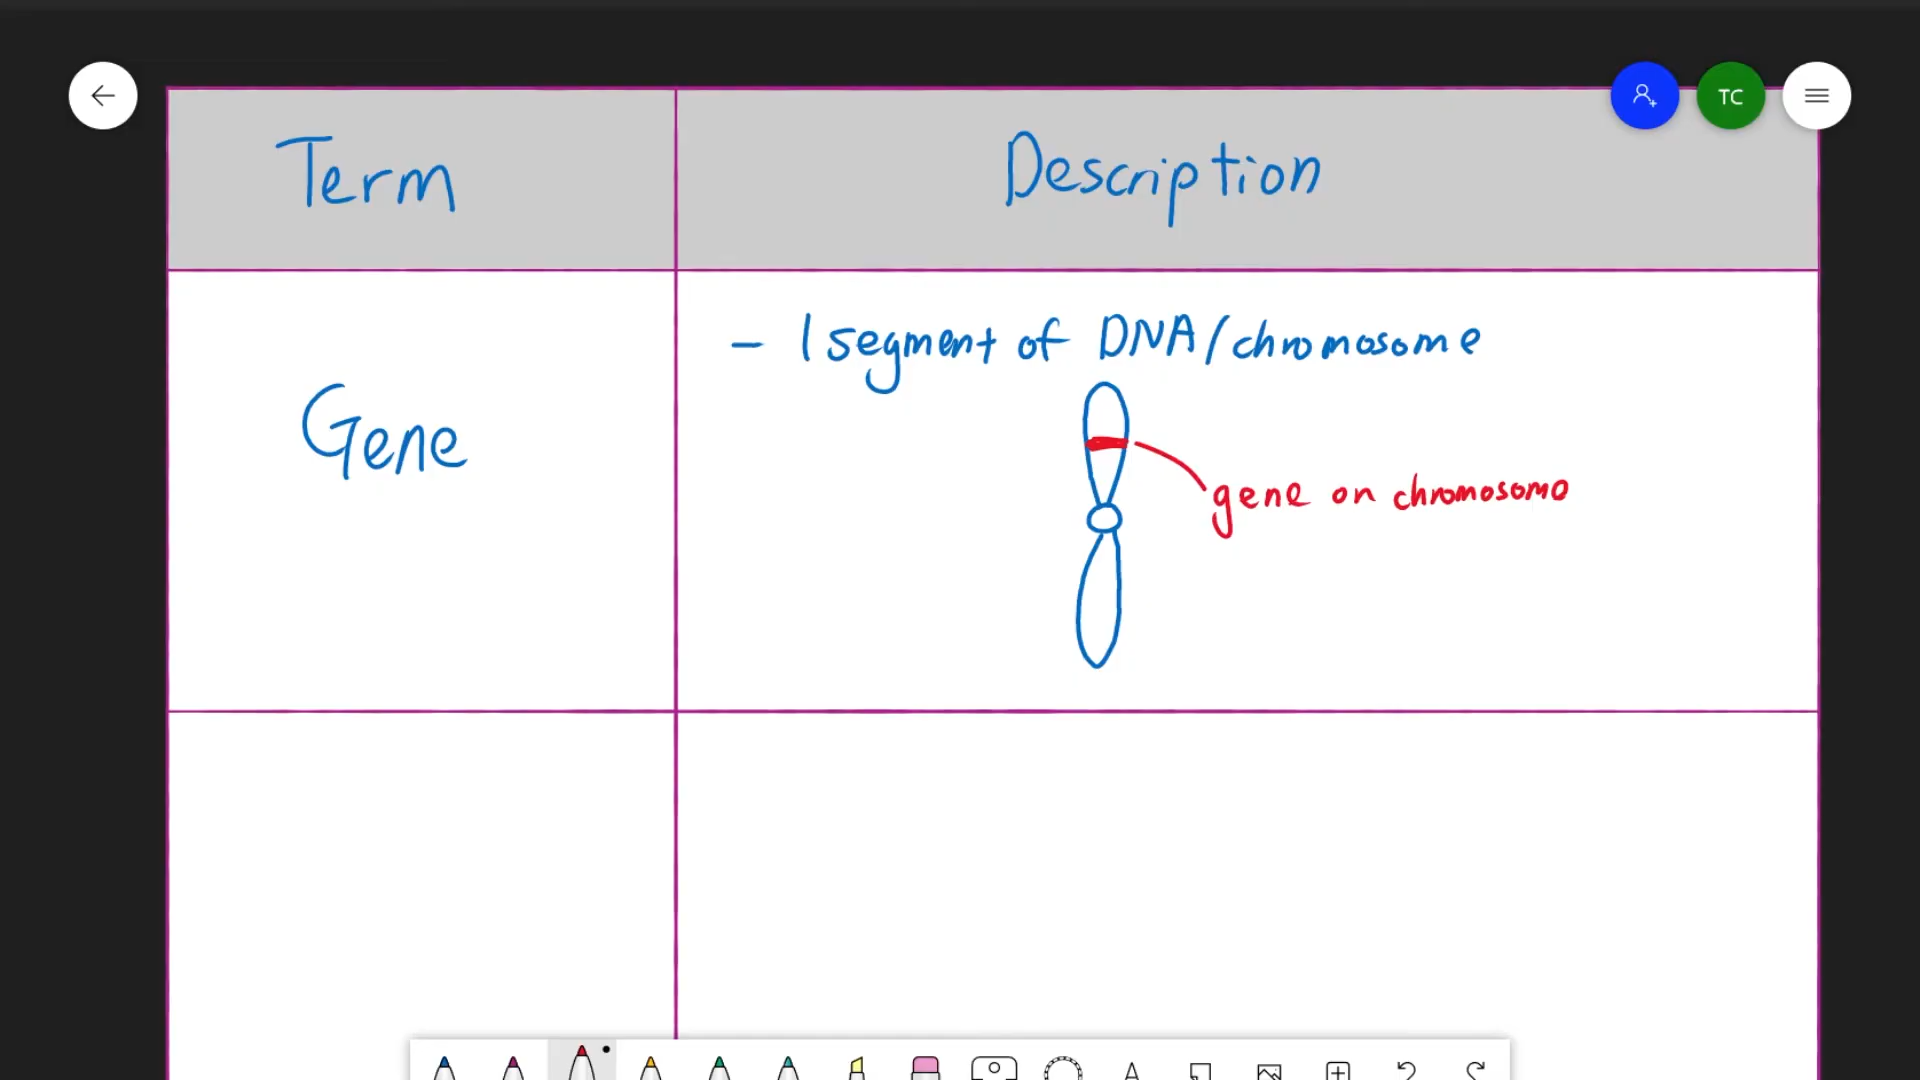 TC
Term
Description
- 1 segment of DNA/chromosome
Gene
gene on chromosome